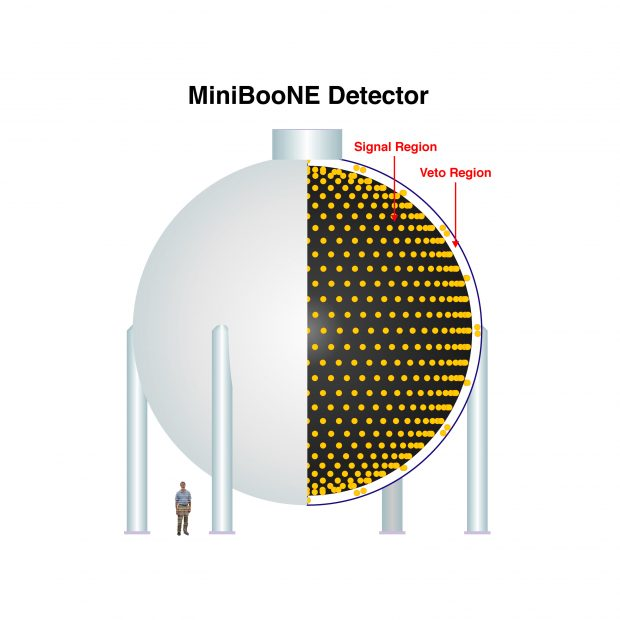 MiniBooNE Detector
Signal Region
Veto Region